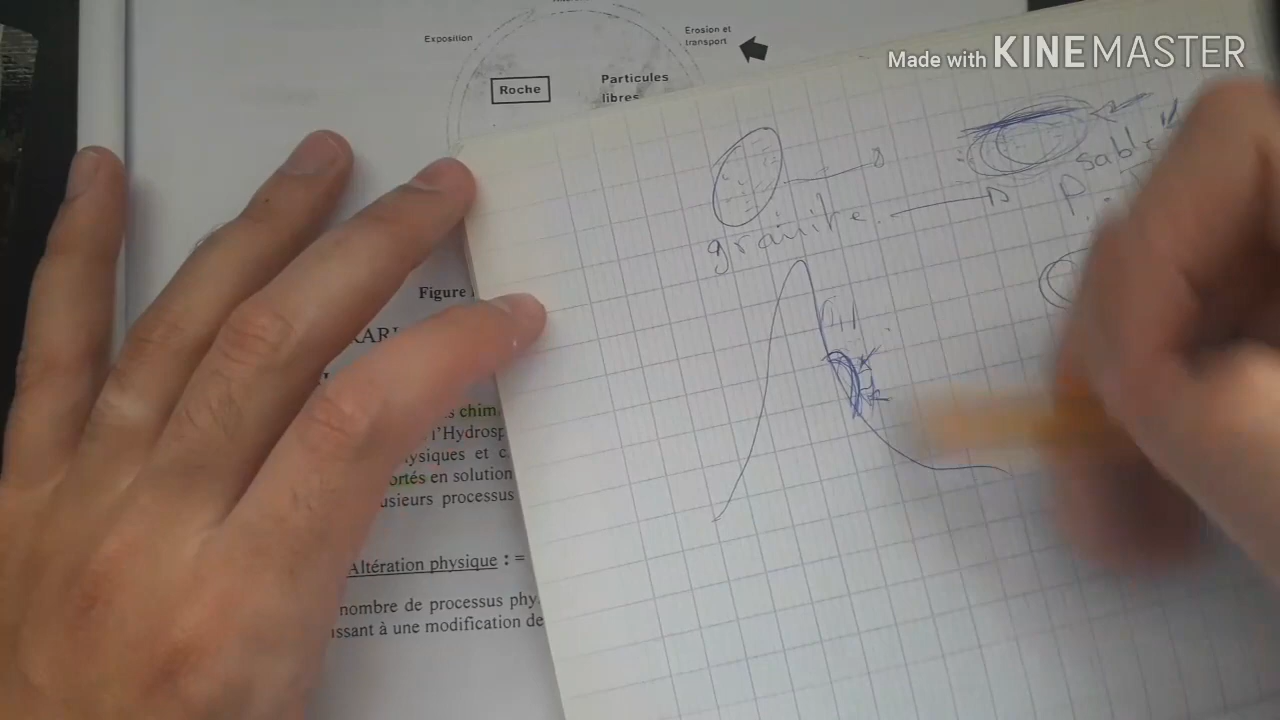 Exposition
Erosion et
transport
Made with KINEMASTER
Roche
Particules
libres
sable
granite.
P.
Figure
s chim
l'Hydrosp
ysiques et c
ortés en solution
usieurs processus
Altération physique : =
nombre de processus phy
issant à une modification de